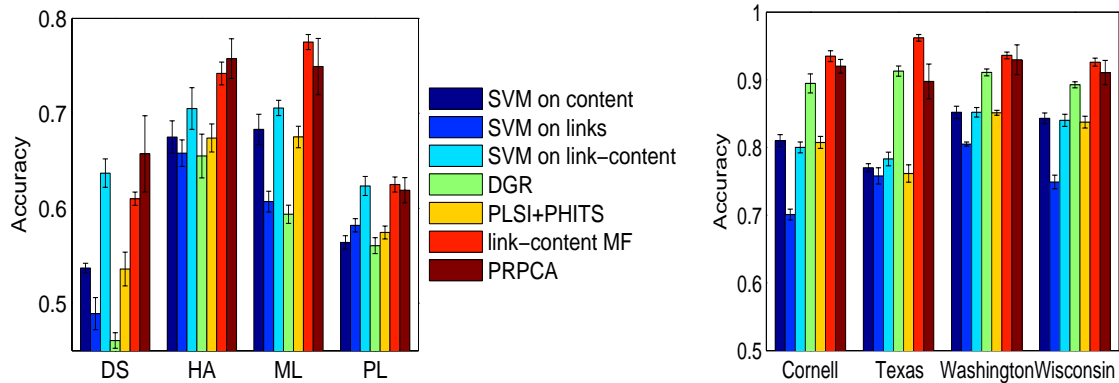 0.8
0.7
0.6
0.5
Accuracy
DS HA ML PL
SVM on content
SVM on links
SVM on link-content
DGR
PLSI+PHITS
link-content MF
PRPCA
1
0.9
0.8
0.7
0.6
0.5
Accuracy
Cornell Texas Washington Wisconsin